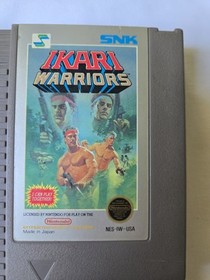 SNK
IKARI
WARRIORS
TM
2 CAN PLAY
TOGETHER!
LICENSED BY NINTENDO FOR PLAY ON THE
Nintendo
Made in Japan
NES-IW-USA